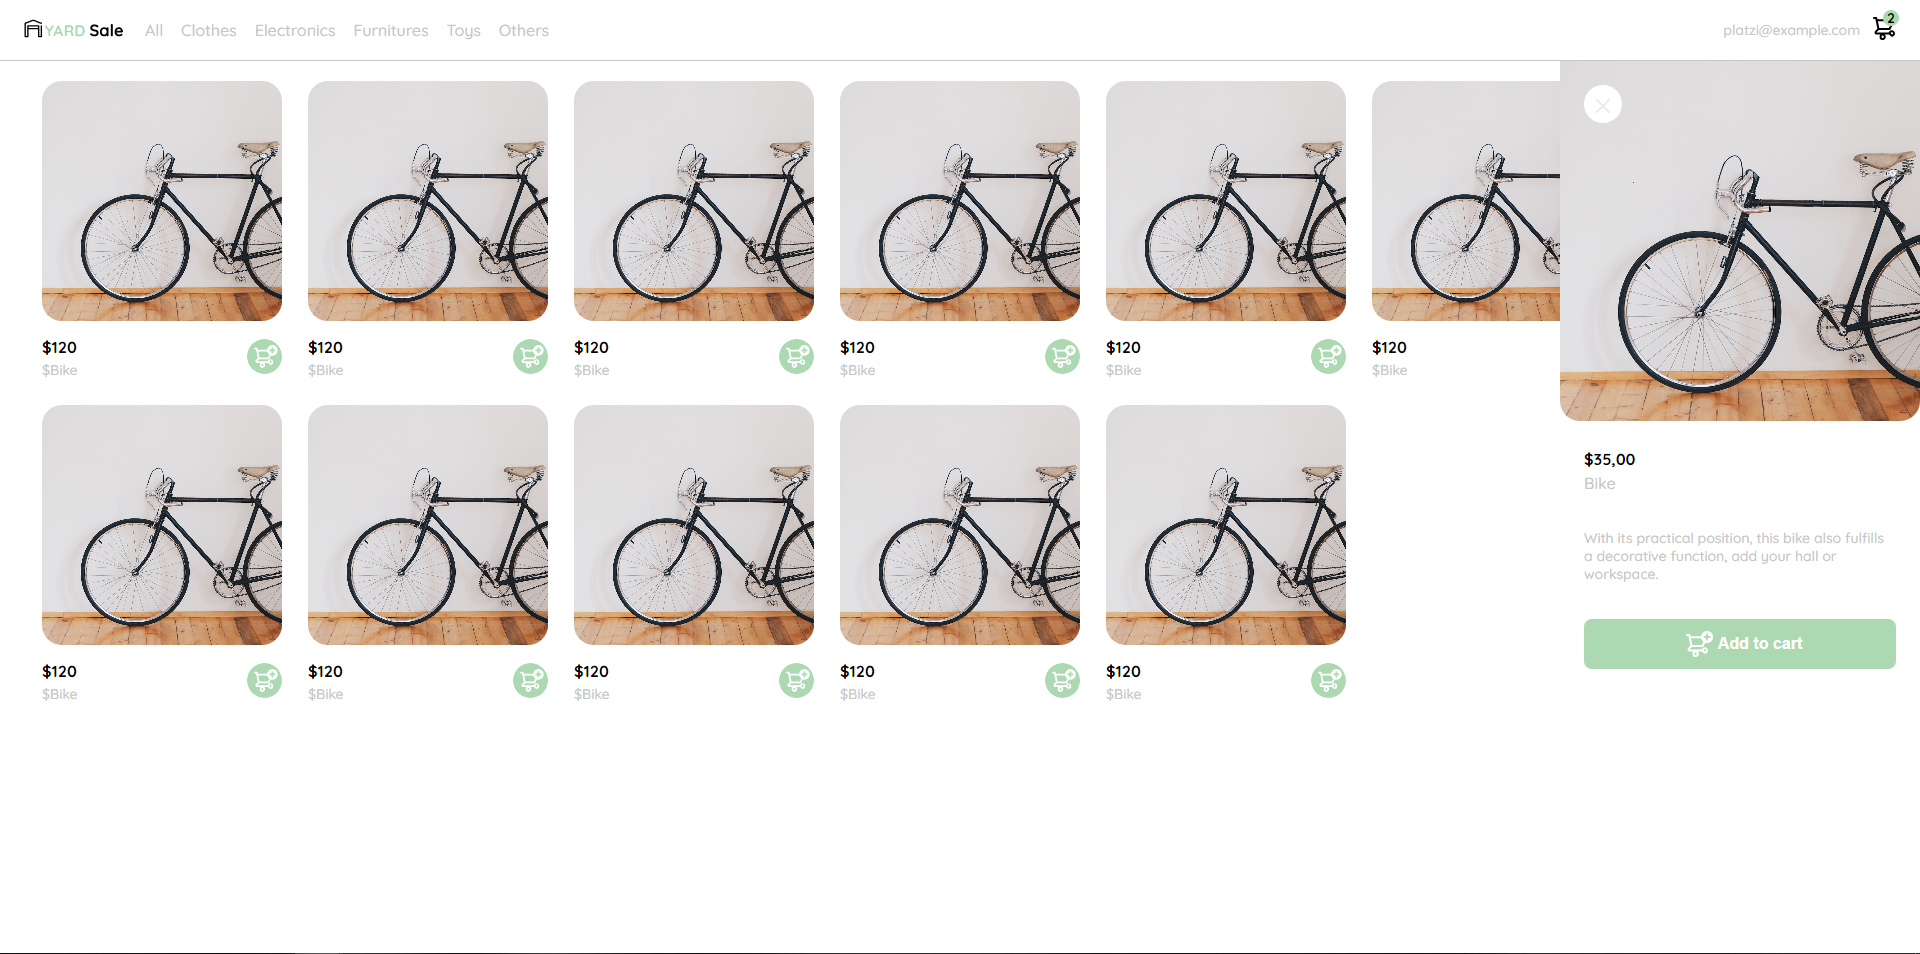 YARD Sale All Clothes Electronics Furnitures Toys Others platzi@example.com 2
$120 $120 $120 $120 $120 $120
$Bike $Bike $Bike $Bike $Bike $Bike
$35,00
Bike
With its practical position, this bike also fulfills
a decorative function, add your hall or
workspace.
Add to cart
$120 $120 $120 $120 $120
$Bike $Bike $Bike $Bike $Bike